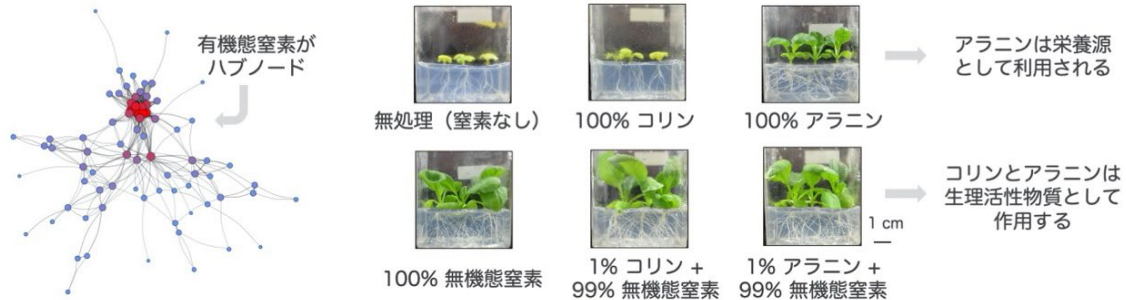 有機態窒素が
ハブノード
無処理（窒素なし）
100% コリン
100% アラニン
アラニンは栄養源
として利用される
100% 無機態窒素
1% コリン +
99% 無機態窒素
1% アラニン +
99% 無機態窒素
1 cm
コリンとアラニンは
生理活性物質として
作用する